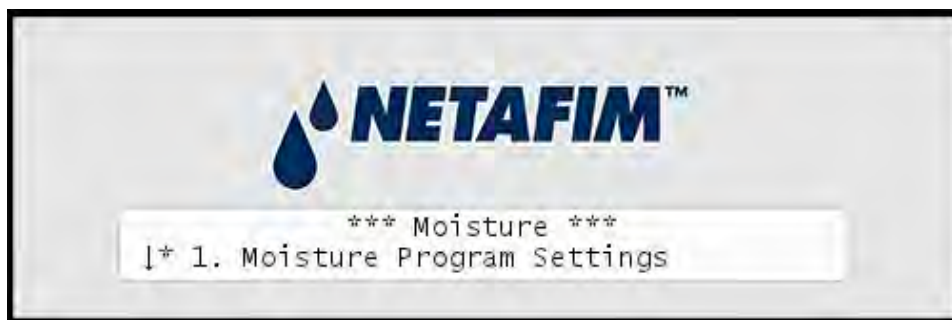 NETAFIM™
*** Moisture ***
↓* 1. Moisture Program Settings